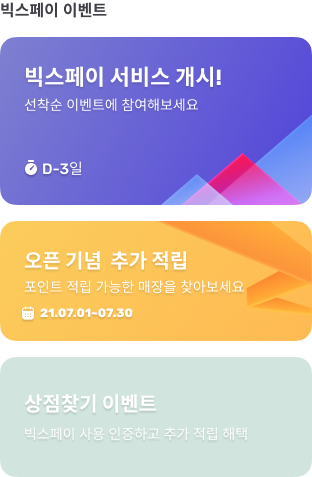 빅스페이 이벤트
빅스페이 서비스 개시!
선착순 이벤트에 참여해보세요
D-3일
오픈 기념 추가 적립
포인트 적립 가능한 매장을 찾아보세요
21.07.01~07.30
상점찾기 이벤트
빅스페이 사용 인증하고 추가 적립 해택